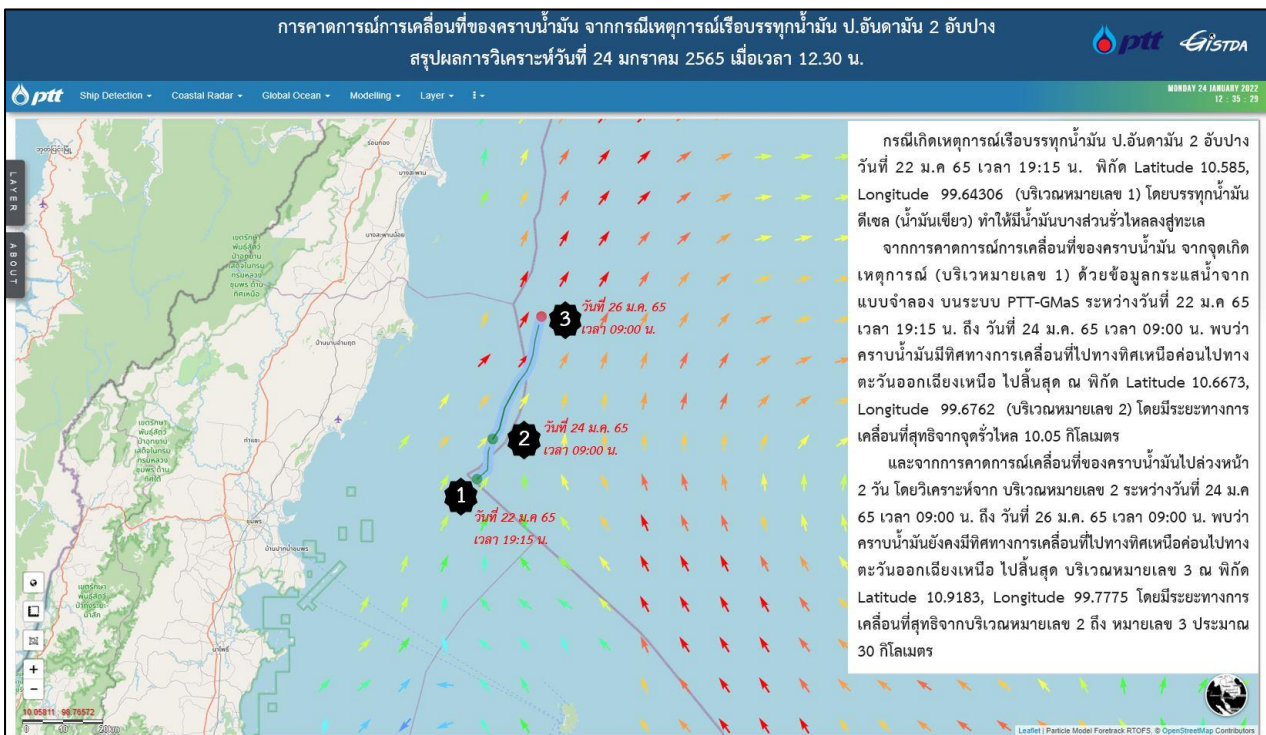 การคาดการณ์การเคลื่อนที่ของคราบน้ำมัน จากกรณีเหตุการณ์เรือบรรทุกน้ำมัน ป.อันดามัน 2 อับปาง
สรุปผลการวิเคราะห์วันที่ 24 มกราคม 2565 เมื่อเวลา 12.30 น.
ptt GISTDA
ptt Ship Detection Coastal Radar Global Ocean Modelling Layer
MONDAY 24 JANUARY 2022
12 : 35 : 29
LAYER
ABOUT
กรณีเกิดเหตุการณ์เรือบรรทุกน้ำมัน ป.อันดามัน 2 อับปาง
วันที่ 22 ม.ค 65 เวลา 19:15 น. พิกัด Latitude 10.585,
Longitude 99.64306 (บริเวณหมายเลข 1) โดยบรรทุกน้ำมัน
ดีเซล (น้ำมันเขียว) ทำให้มีน้ำมันบางส่วนรั่วไหลลงสู่ทะเล
จากการคาดการณ์การเคลื่อนที่ของคราบน้ำมัน จากจุดเกิด
เหตุการณ์ (บริเวหมายเลข 1) ด้วยข้อมูลกระแสน้ำจาก
แบบจำลอง บนระบบ PTT-GMaS ระหว่างวันที่ 22 ม.ค 65
เวลา 19:15 น. ถึง วันที่ 24 ม.ค. 65 เวลา 09:00 น. พบว่า
คราบน้ำมันมีทิศทางการเคลื่อนที่ไปทางทิศเหนือค่อนไปทาง
ตะวันออกเฉียงเหนือ ไปสิ้นสุด ณ พิกัด Latitude 10.6673,
Longitude 99.6762 (บริเวณหมายเลข 2) โดยมีระยะทางการ
เคลื่อนที่สุทธิจากจุดรั่วไหล 10.05 กิโลเมตร
และจากการคาดการณ์เคลื่อนที่ของคราบน้ำมันไปล่วงหน้า
2 วัน โดยวิเคราะห์จาก บริเวณหมายเลข 2 ระหว่างวันที่ 24 ม.ค
65 เวลา 09:00 น. ถึง วันที่ 26 ม.ค. 65 เวลา 09:00 น. พบว่า
คราบน้ำมันยังคงมีทิศทางการเคลื่อนที่ไปทางทิศเหนือค่อนไปทาง
ตะวันออกเฉียงเหนือ ไปสิ้นสุด บริเวณหมายเลข 3 ณ พิกัด
Latitude 10.9183, Longitude 99.7775 โดยมีระยะทางการ
เคลื่อนที่สุทธิจากบริเวณหมายเลข 2 ถึง หมายเลข 3 ประมาณ
30 กิโลเมตร
บางสะพาน
บางสะพานน้อย
3
วันที่ 26 ม.ค. 65
เวลา 09:00 น.
2
วันที่ 24 ม.ค. 65
เวลา 09:00 น.
1
วันที่ 22 ม.ค 65
เวลา 19:15 น.
ท่าแซะ
ชุมพร
บ้านปากน้ำชุมพร
+
−
10.05811 98.76572
0 10 20km
Leaflet | Particle Model Foretrack RTOFS, © OpenStreetMap Contributors